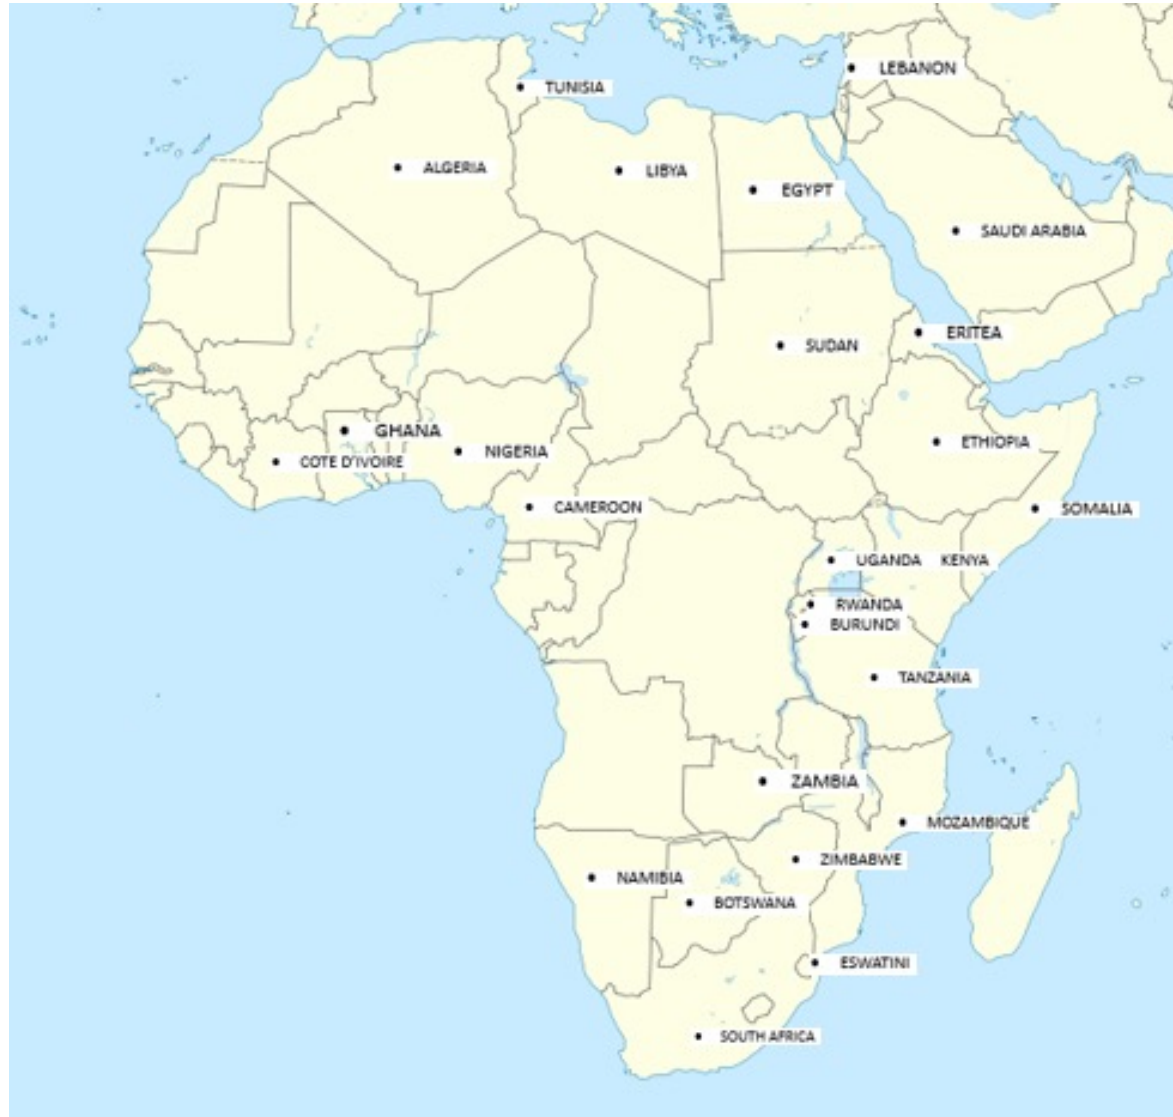 LEBANON
TUNISIA
ALGERIA
LIBYA
EGYPT
SAUDI ARABIA
ERITEA
SUDAN
GHANA
ETHIOPIA
NIGERIA
COTE D'IVOIRE
CAMEROON
SOMALIA
UGANDA KENYA
RWANDA
BURUNDI
TANZANIA
ZAMBIA
MOZAMBIQUE
ZIMBABWE
NAMIBIA
BOTSWANA
ESWATINI
SOUTH AFRICA